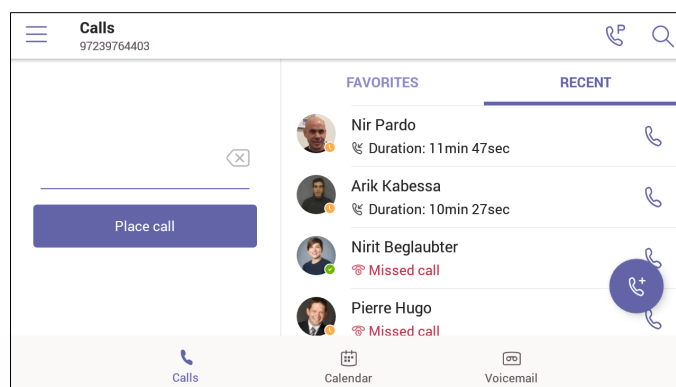 Calls
97239764403
P
FAVORITES
RECENT
Nir Pardo
Duration: 11min 47sec
Arik Kabessa
Duration: 10min 27sec
Place call
Nirit Beglaubter
Missed call
Pierre Hugo
Missed call
Calls
Calendar
Voicemail